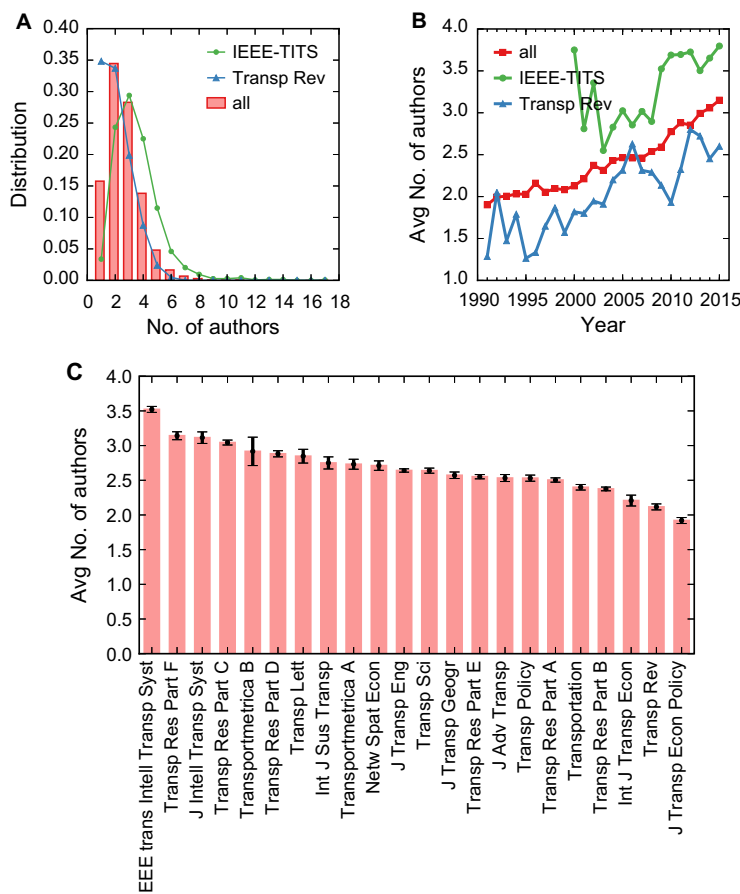 A
0.40
0.35
0.30
0.25
0.20
0.15
0.10
0.05
0.00
Distribution
IEEE-TITS
Transp Rev
all
0 2 4 6 8 10 12 14 16 18
No. of authors
B
4.0
3.5
3.0
2.5
2.0
1.5
1.0
Avg No. of authors
all
IEEE-TITS
Transp Rev
1990 1995 2000 2005 2010 2015
Year
C
4.0
3.5
3.0
2.5
2.0
1.5
1.0
0.5
0.0
Avg No. of authors
EEE trans Intell Transp Syst
Transp Res Part F
J Intell Transp Syst
Transp Res Part C
Transportmetrica B
Transp Res Part D
Transp Lett
Int J Sus Transp
Transportmetrica A
Netw Spat Econ
J Transp Eng
Transp Sci
J Transp Geogr
Transp Res Part E
J Adv Transp
Transp Policy
Transp Res Part A
Transportation
Transp Res Part B
Int J Transp Econ
Transp Rev
J Transp Econ Policy